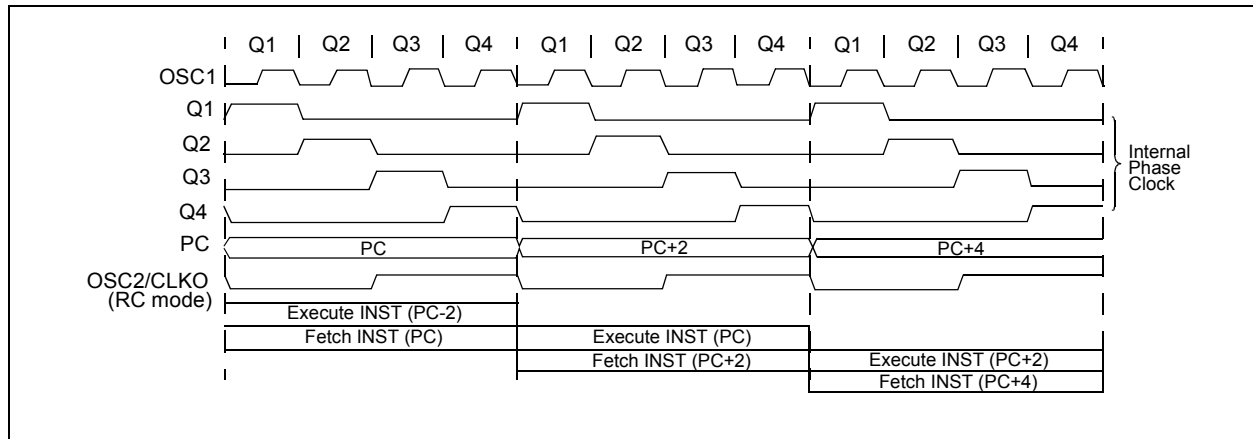 Q1 Q2 Q3 Q4 Q1 Q2 Q3 Q4 Q1 Q2 Q3 Q4
OSC1
Q1
Q2
Q3
Q4
Internal
Phase
Clock
PC PC PC+2 PC+4
OSC2/CLKO
(RC mode)
Execute INST (PC-2)
Fetch INST (PC) Execute INST (PC)
Fetch INST (PC+2) Execute INST (PC+2)
Fetch INST (PC+4)